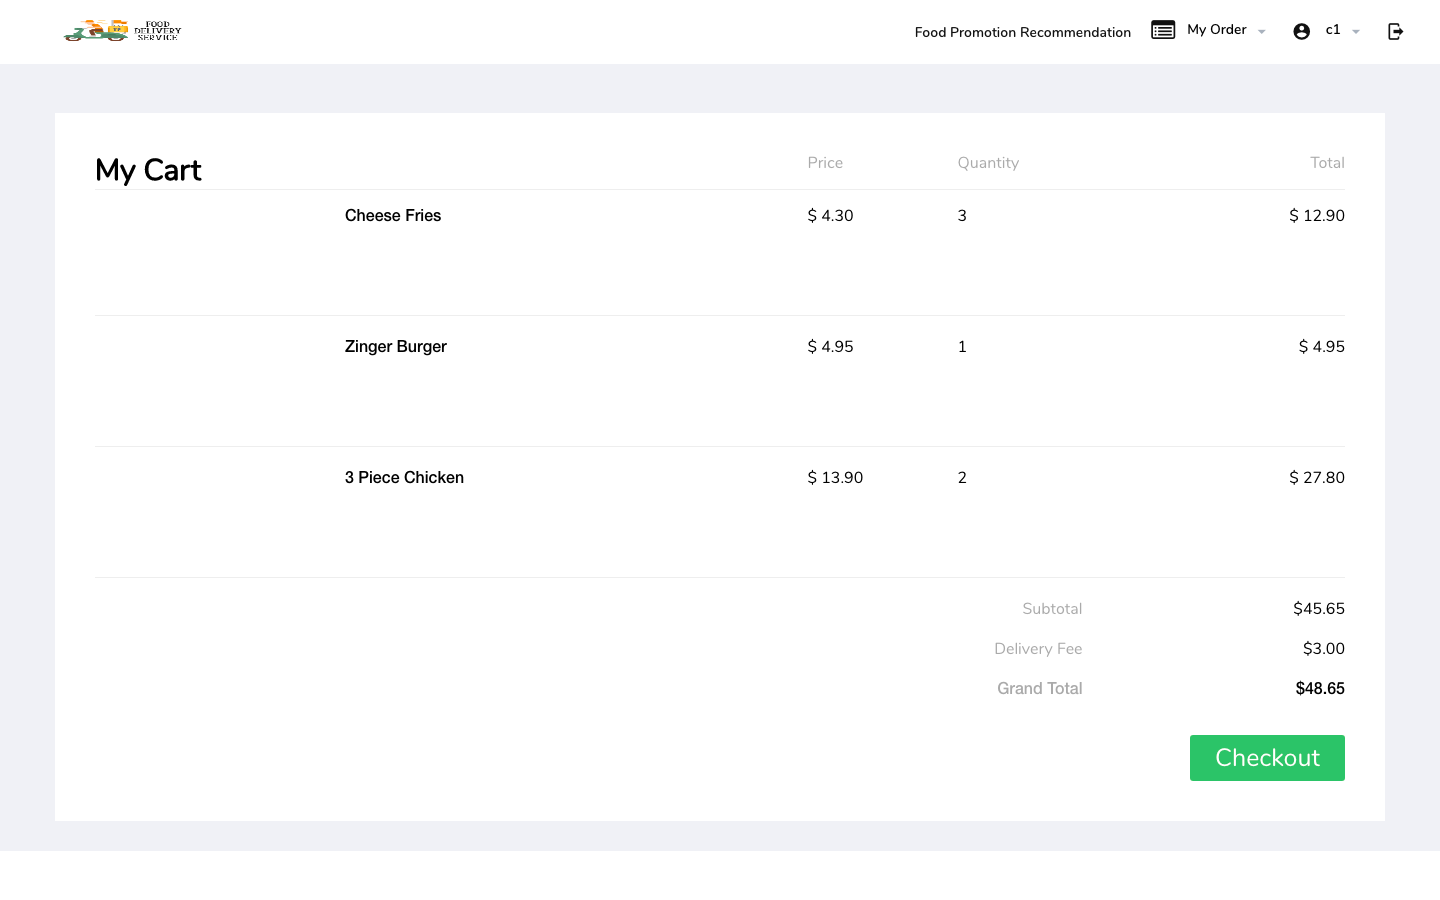 FOOD
DELIVERY
SERVICE
Food Promotion Recommendation
My Order
c1
My Cart
Price
Quantity
Total
Cheese Fries
$ 4.30
3
$ 12.90
Zinger Burger
$ 4.95
1
$ 4.95
3 Piece Chicken
$ 13.90
2
$ 27.80
Subtotal
$45.65
Delivery Fee
$3.00
Grand Total
$48.65
Checkout